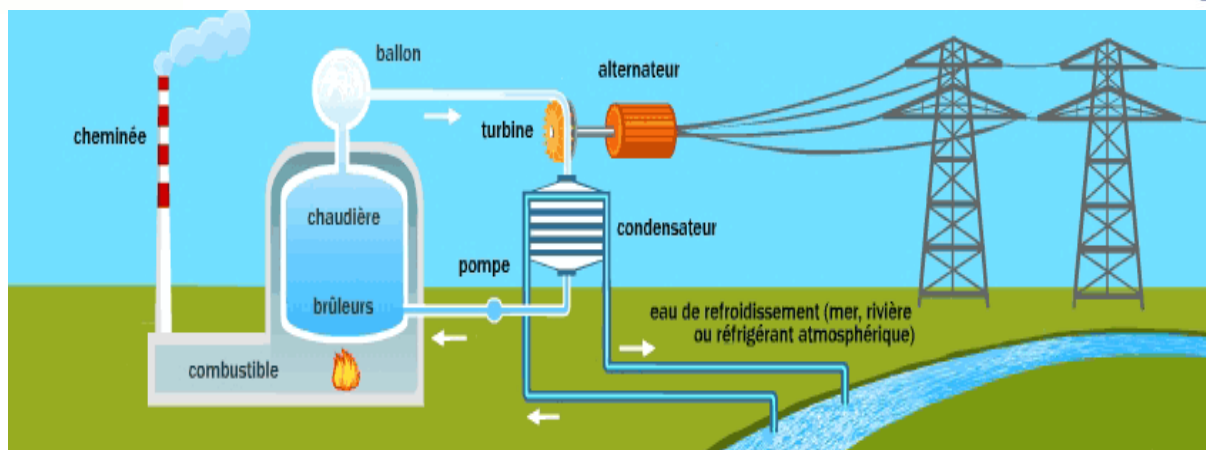 ballon
alternateur
cheminée
turbine
chaudière
condensateur
pompe
brûleurs
eau de refroidissement (mer, rivière
ou réfrigérant atmosphérique)
combustible